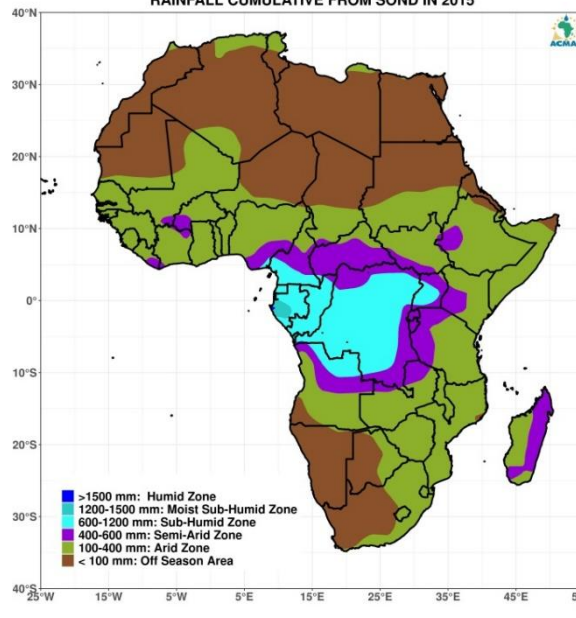 RAINFALL CUMULATIVE FROM SOND IN 2015
ACMA
40°N
30°N
20°N
10°N
0°
10°S
20°S
30°S
40°S
>1500 mm: Humid Zone
1200-1500 mm: Moist Sub-Humid Zone
600-1200 mm: Sub-Humid Zone
400-600 mm: Semi-Arid Zone
100-400 mm: Arid Zone
< 100 mm: Off Season Area
25°W
15°W
5°W
5°E
15°E
25°E
35°E
45°E